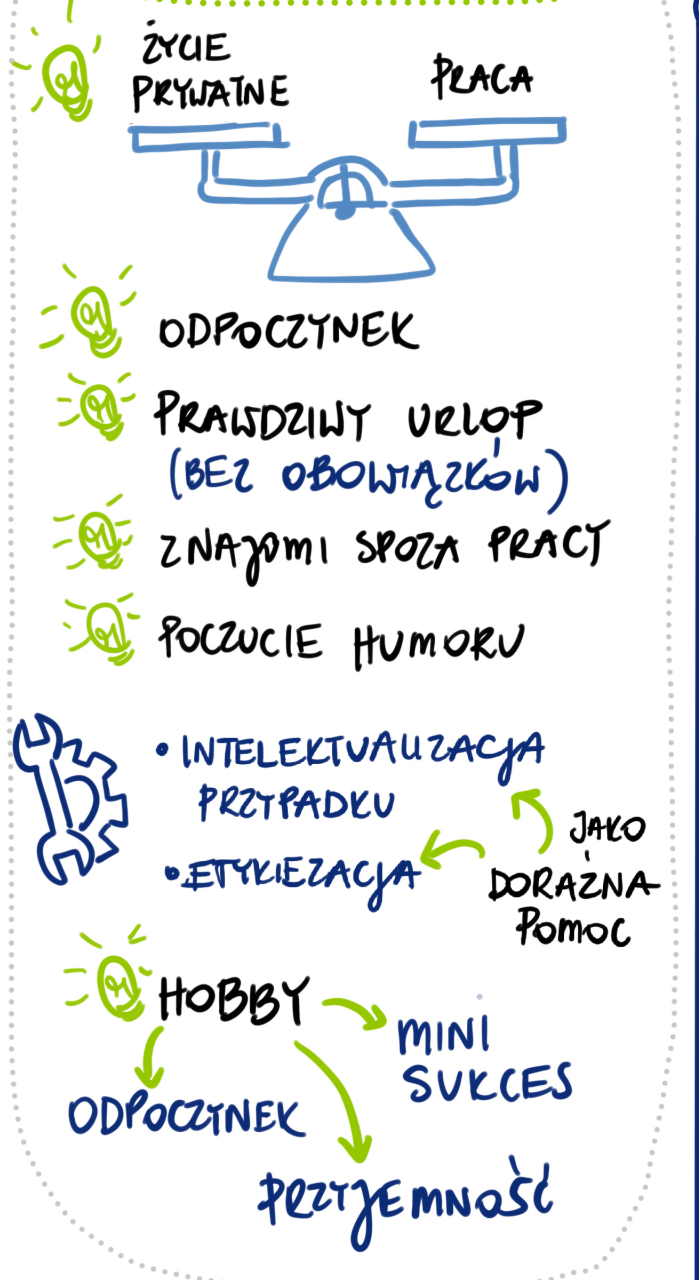 ŻYCIE
PRYWATNE
PRACA
ODPOCZYNEK
PRAWDZIWY URLOP
(BEZ OBOWIĄZKÓW)
ZNAJOMI SPOZA PRACY
POCZUCIE HUMORU
• INTELEKTUALIZACJA
PRZYPADKU
• ETYKIEZACJA
JAKO
DORAŹNA
POMOC
HOBBY
MINI
SUKCES
ODPOCZYNEK
PRZYJEMNOŚĆ